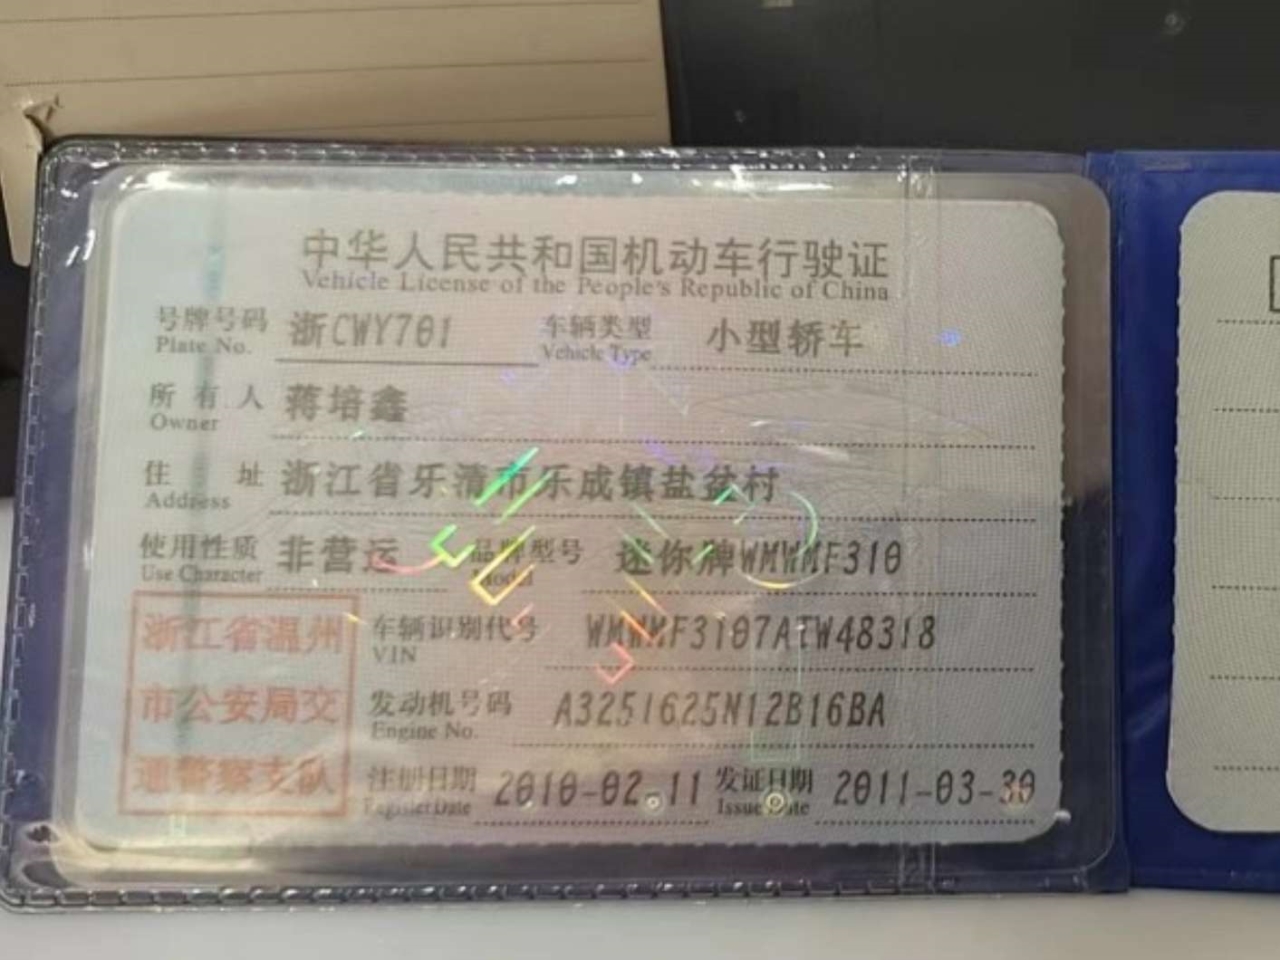 中华人民共和国机动车行驶证
Vehicle License of the People's Republic of China
号牌号码 浙CWY701 车辆类型 小型轿车
Plate No. Vehicle Type
所有人 蒋培鑫
Owner
住址 浙江省乐清市乐成镇盐盆村
Address
使用性质 非营运 品牌型号 迷你牌WMWMF310
Use Character Model
浙江省温州
市公安局交
通警察支队
车辆识别代号 WMWMF3107ATW48318
VIN
发动机号码 A3251625N12B16BA
Engine No.
注册日期 2010-02-11 发证日期 2011-03-30
Register Date Issue Date